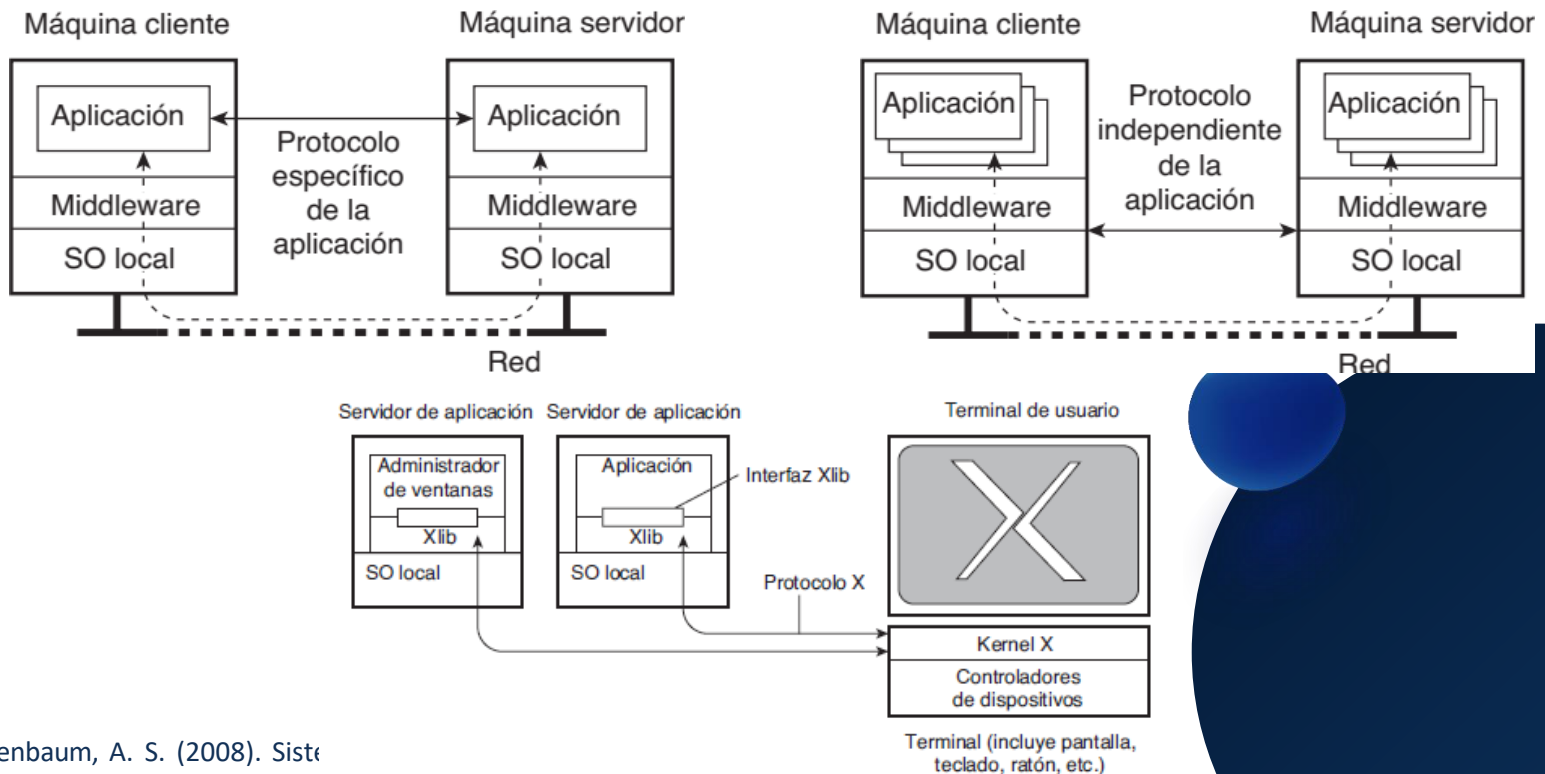 Máquina cliente
Máquina servidor
Aplicación
Aplicación
Protocolo
específico
de la
aplicación
Middleware
Middleware
SO local
SO local
Red
Máquina cliente
Máquina servidor
Aplicación
Aplicación
Protocolo
independiente
de la
aplicación
Middleware
Middleware
SO local
SO local
Red
Servidor de aplicación
Servidor de aplicación
Terminal de usuario
Administrador
de ventanas
Xlib
SO local
Aplicación
Xlib
SO local
Interfaz Xlib
Protocolo X
Kernel X
Controladores
de dispositivos
Terminal (incluye pantalla,
teclado, ratón, etc.)
enbaum, A. S. (2008).